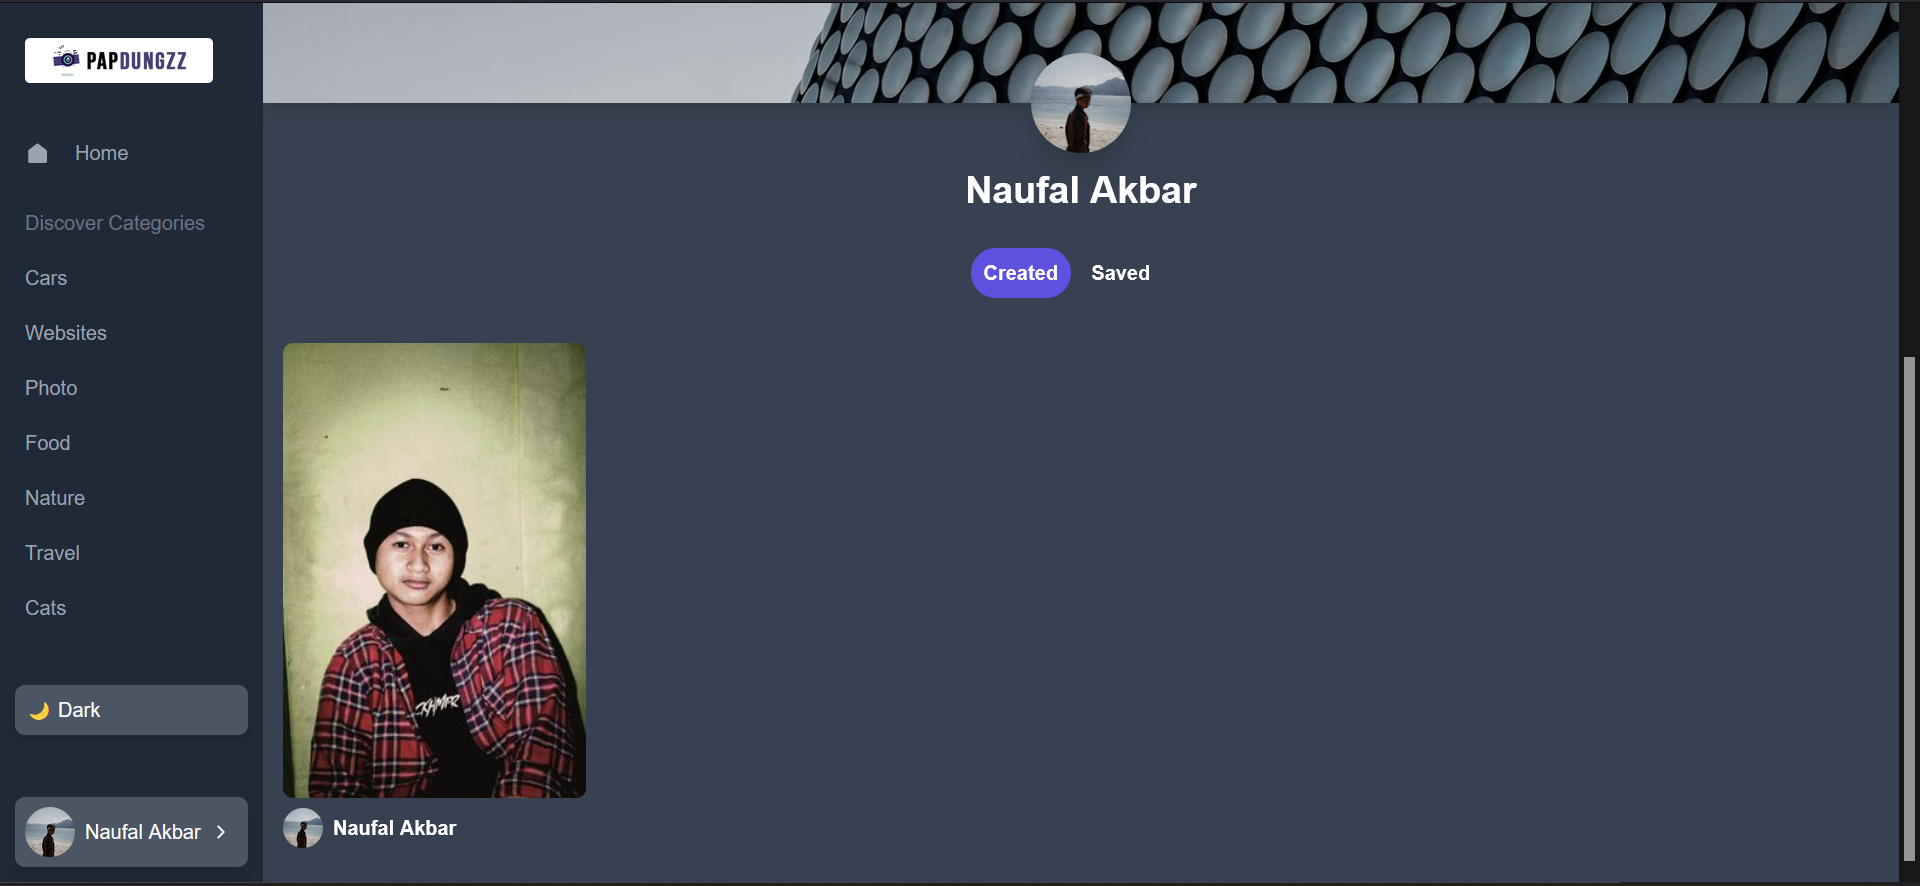 PAPDUNGZZ
Home
Discover Categories
Cars
Websites
Photo
Food
Nature
Travel
Cats
🌙 Dark
Naufal Akbar
Naufal Akbar
Created
Saved
Naufal Akbar